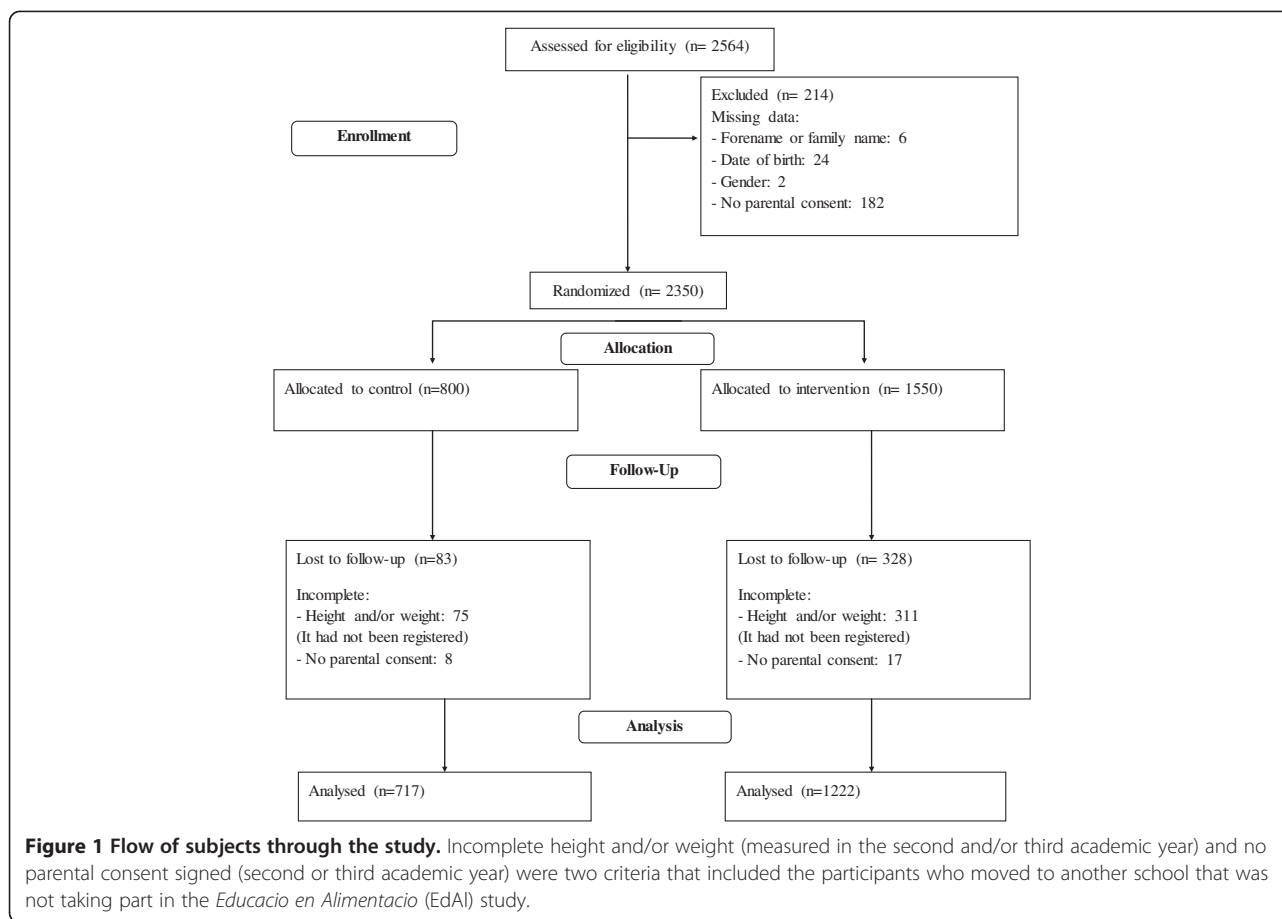 Assessed for eligibility (n= 2564)
Excluded (n= 214)
Missing data:
- Forename or family name: 6
- Date of birth: 24
- Gender: 2
- No parental consent: 182
Enrollment
Randomized (n= 2350)
Allocation
Allocated to control (n=800)
Allocated to intervention (n= 1550)
Follow-Up
Lost to follow-up (n=83)
Incomplete:
- Height and/or weight: 75
(It had not been registered)
- No parental consent: 8
Lost to follow-up (n= 328)
Incomplete:
- Height and/or weight: 311
(It had not been registered)
- No parental consent: 17
Analysis
Analysed (n=717)
Analysed (n=1222)
Figure 1 Flow of subjects through the study. Incomplete height and/or weight (measured in the second and/or third academic year) and no
parental consent signed (second or third academic year) were two criteria that included the participants who moved to another school that was
not taking part in the Educacio en Alimentacio (EdAl) study.